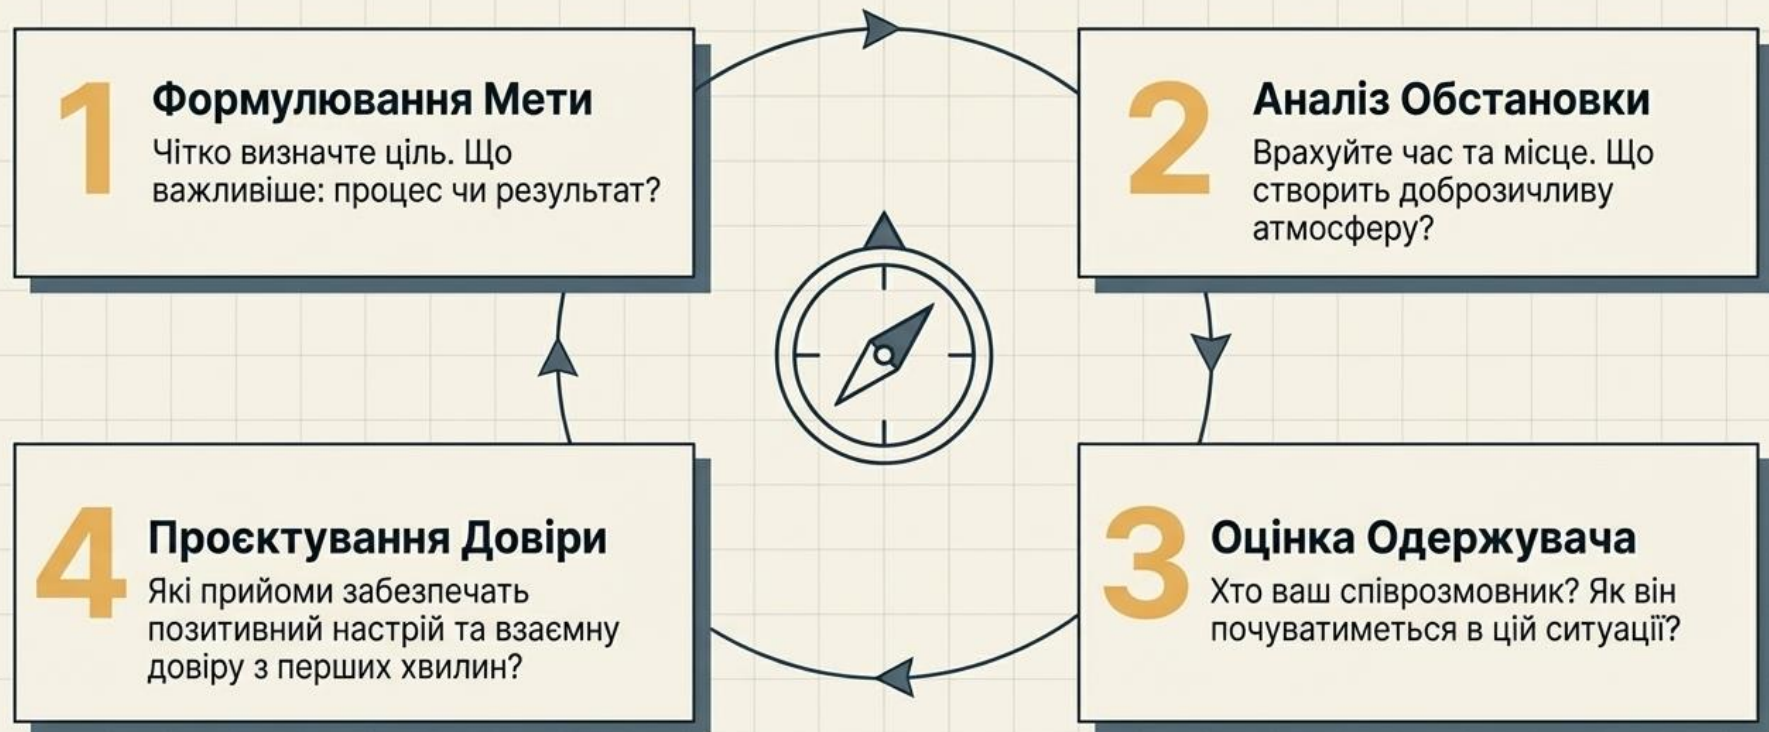 1
Формулювання Мети
Чітко визначте ціль. Що
важливіше: процес чи результат?
2
Аналіз Обстановки
Врахуйте час та місце. Що
створить доброзичливу
атмосферу?
3
Оцінка Одержувача
Хто ваш співрозмовник? Як він
почуватиметься в цій ситуації?
4
Проєктування Довіри
Які прийоми забезпечать
позитивний настрій та взаємну
довіру з перших хвилин?